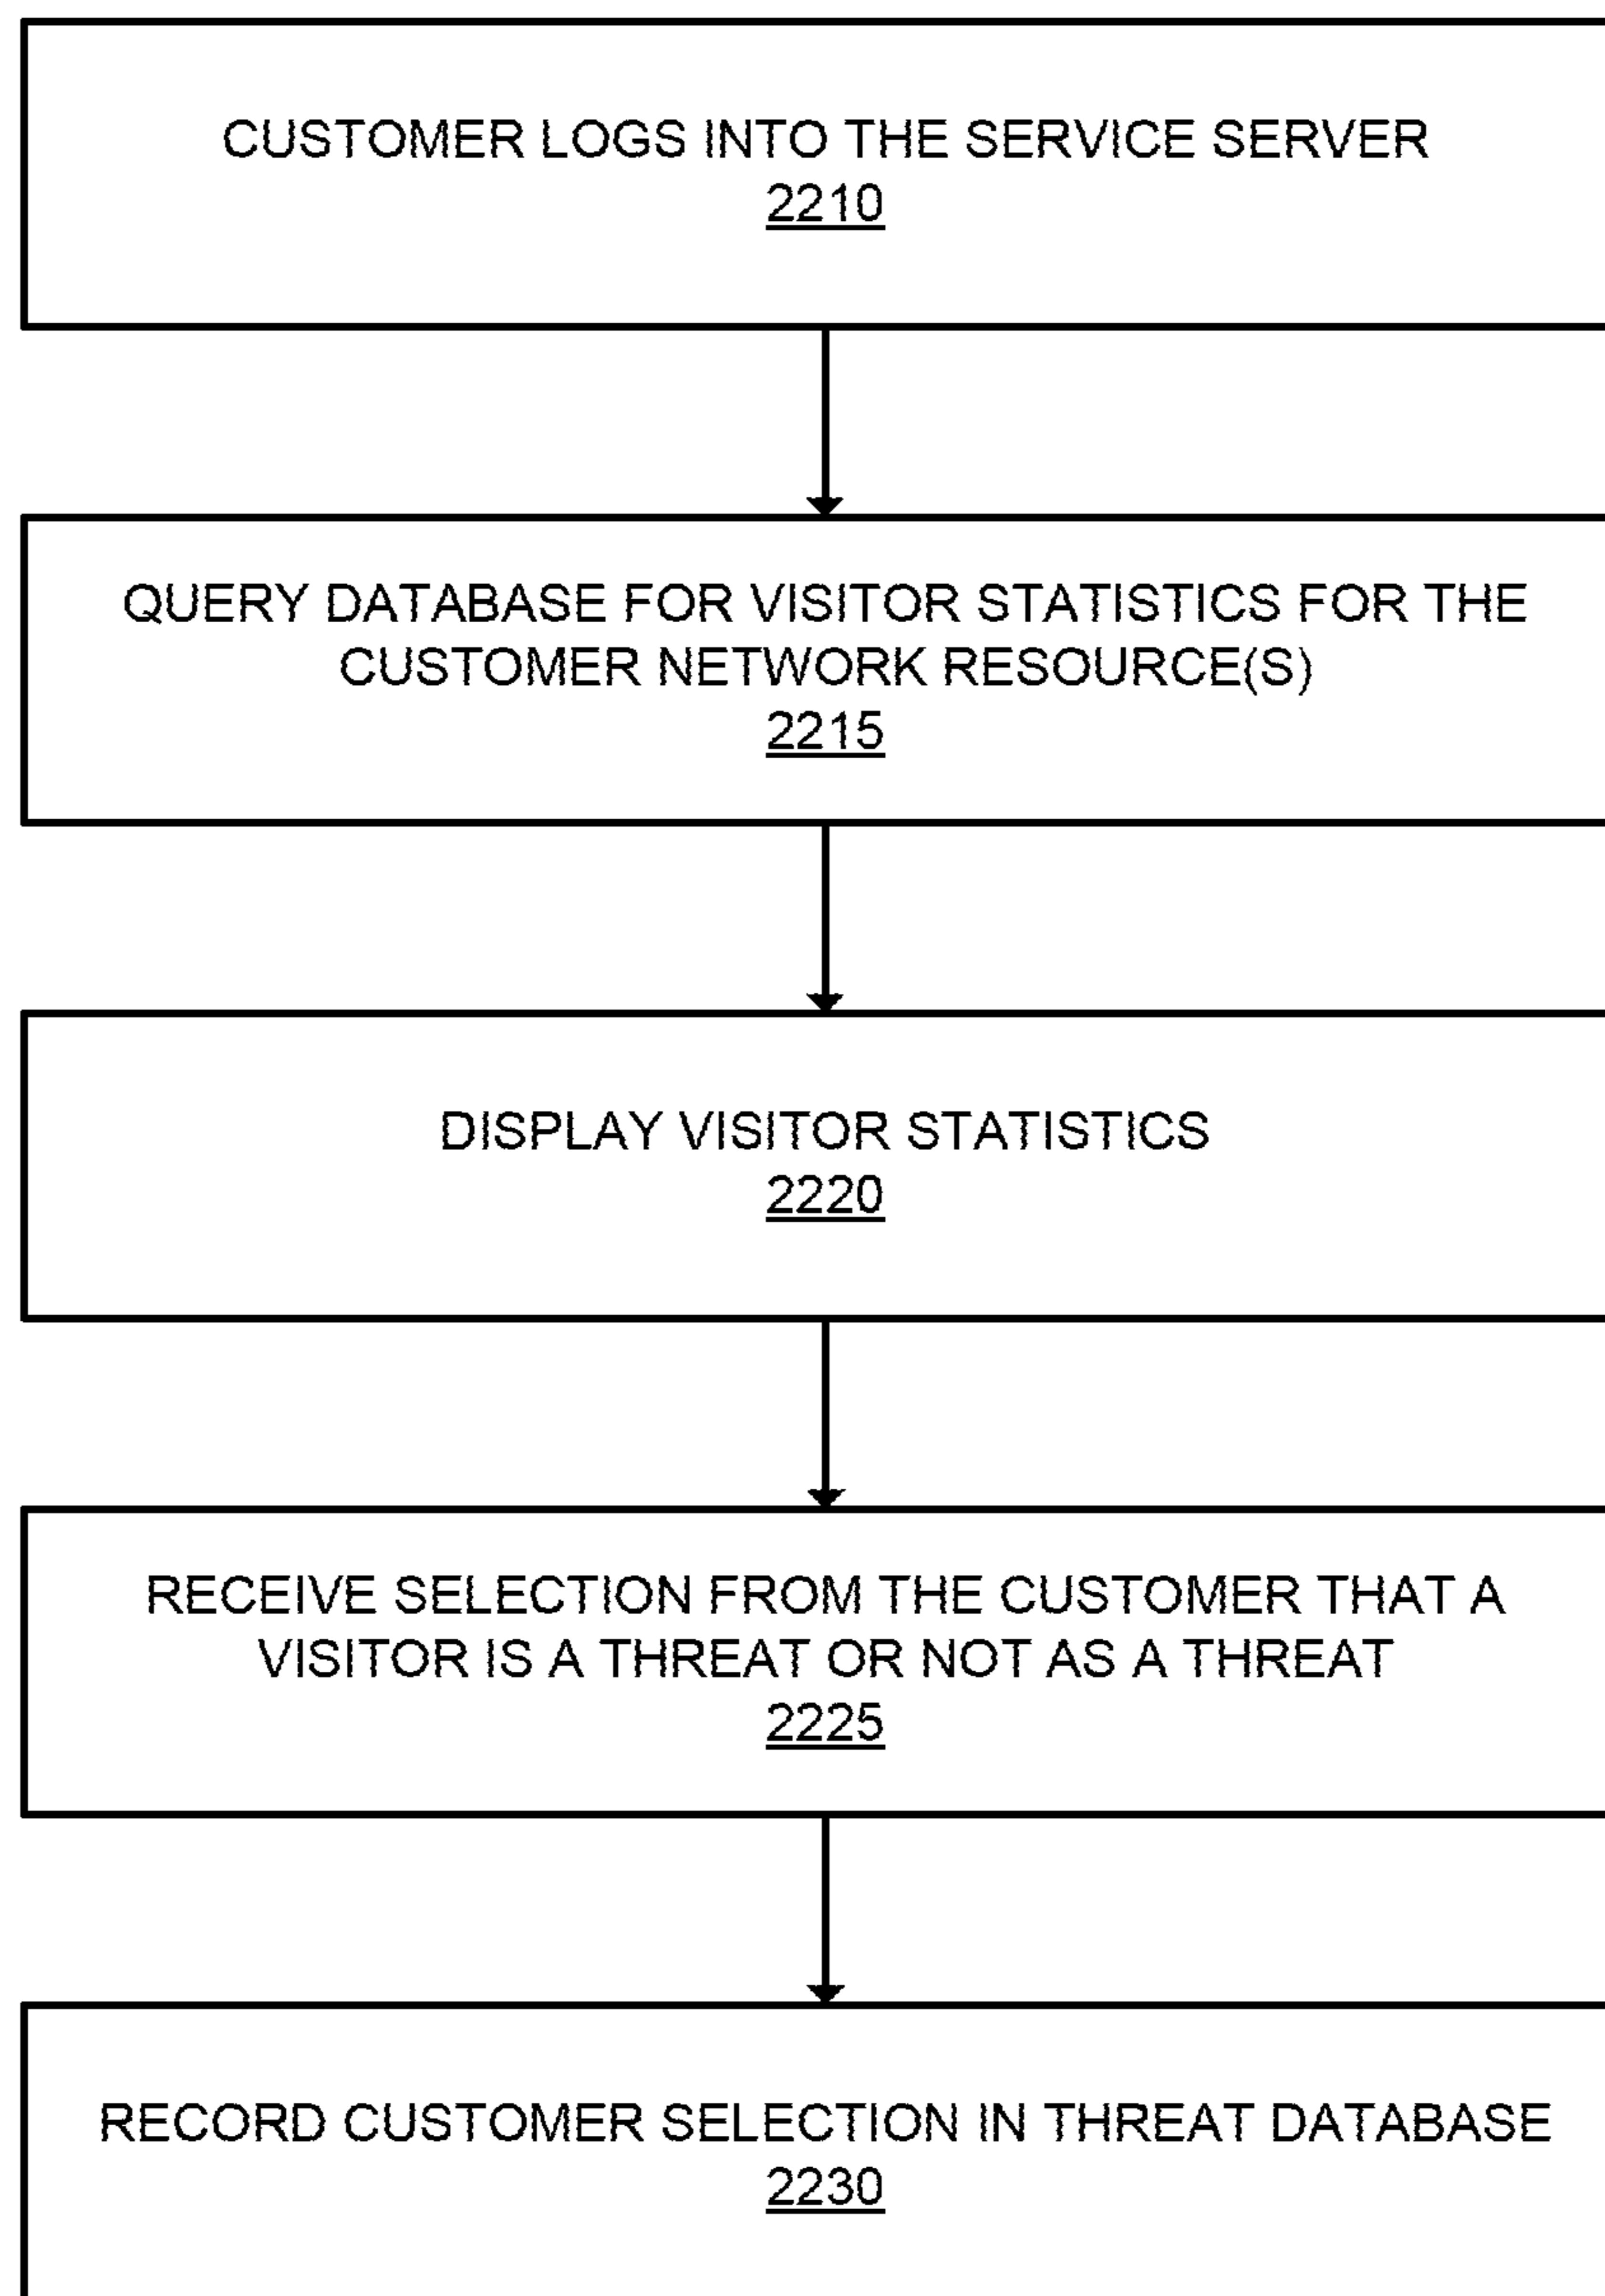 CUSTOMER LOGS INTO THE SERVICE SERVER
2210
QUERY DATABASE FOR VISITOR STATISTICS FOR THE
CUSTOMER NETWORK RESOURCE(S)
2215
DISPLAY VISITOR STATISTICS
2220
RECEIVE SELECTION FROM THE CUSTOMER THAT A
VISITOR IS A THREAT OR NOT AS A THREAT
2225
RECORD CUSTOMER SELECTION IN THREAT DATABASE
2230